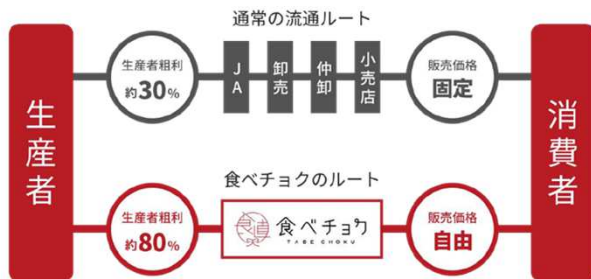 通常の流通ルート
生産者
生産者粗利
約30%
JA
卸売
仲卸
小売店
販売価格
固定
消費者
食べチョクのルート
生産者粗利
約80%
食べチョク
TABE CHOKU
販売価格
自由